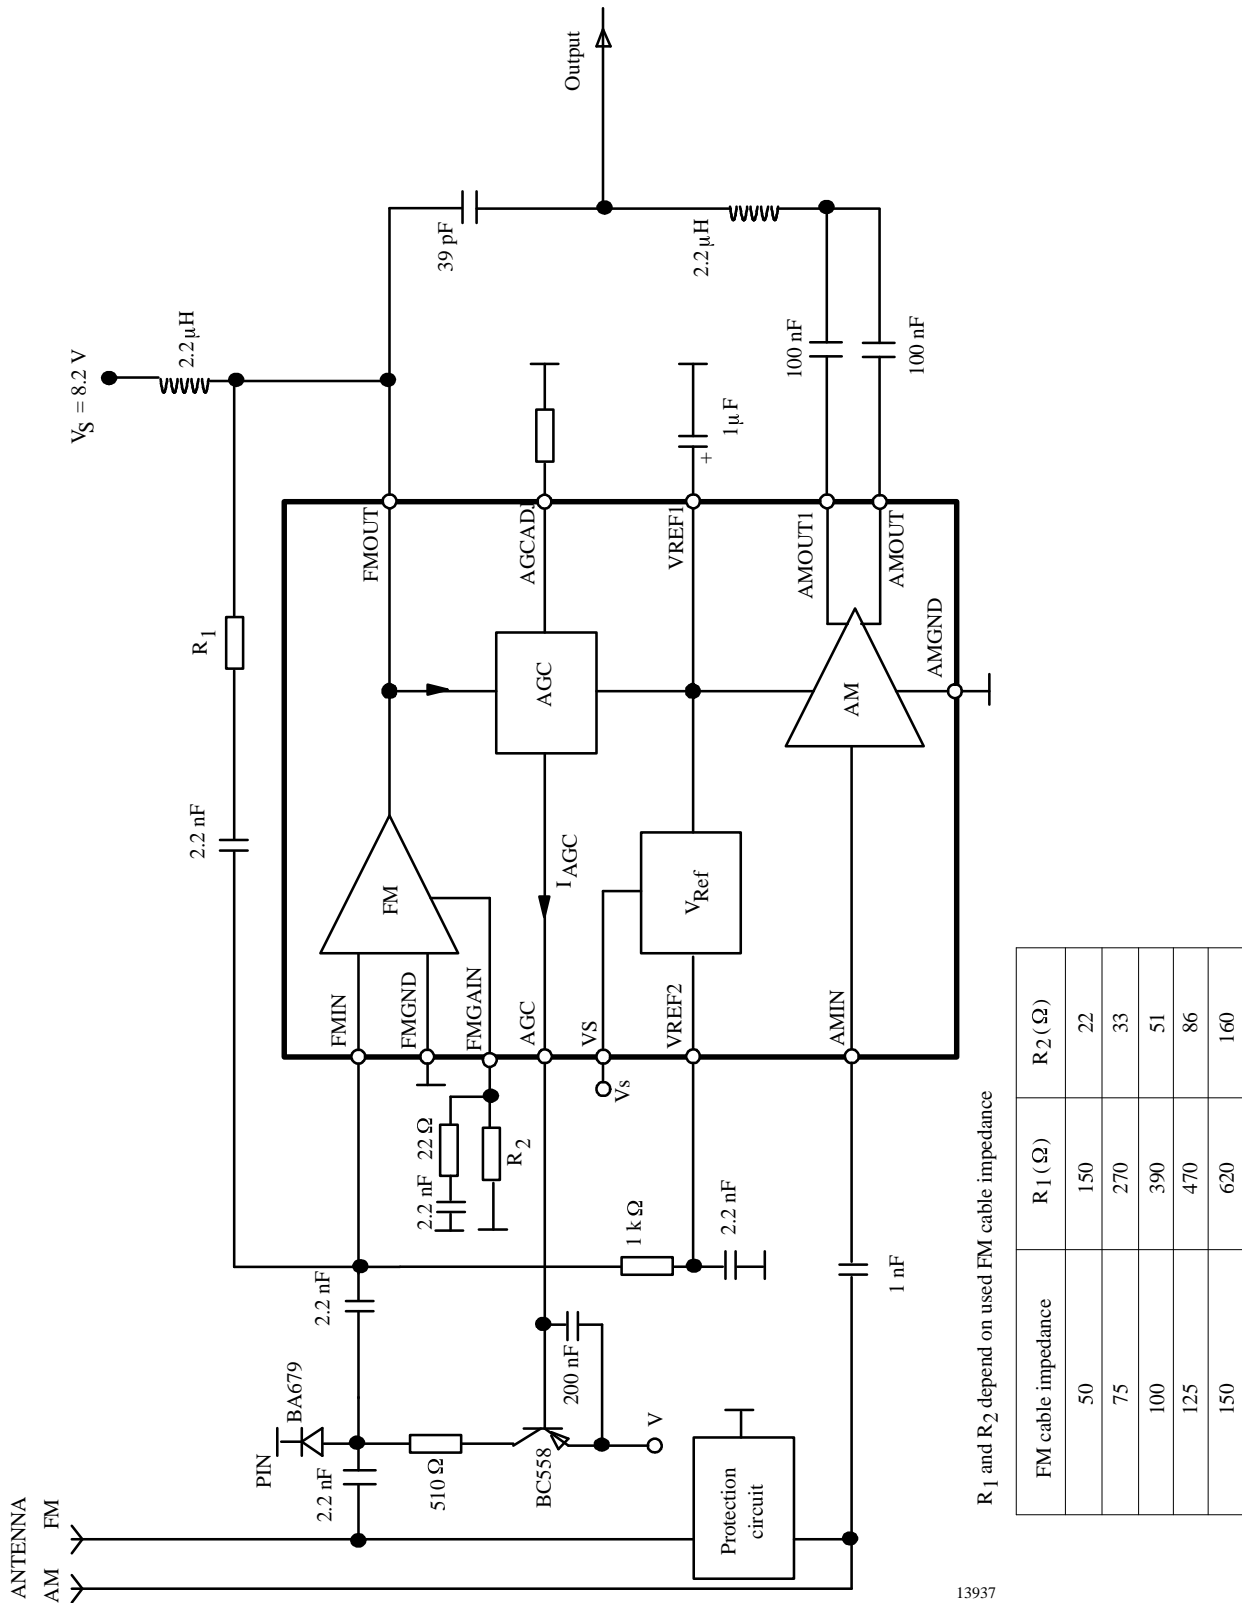 ANTENNA
AM
FM
PIN
BA679
2.2 nF
2.2 nF
510 Ω
BC558
200 nF
V
Protection
circuit
1 nF
1 k Ω
2.2 nF
2.2 nF
22 Ω
R2
Vs
FMIN
FMGND
FMGAIN
AGC
VS
VREF2
AMIN
FM
AGC
I AGC
VRef
AM
FMOUT
AGCADJ
VREF1
AMOUT1
AMOUT
AMGND
2.2 nF
R1
VS = 8.2 V
2.2 µH
39 pF
Output
2.2 µH
1 µF
+
100 nF
100 nF
R1 and R2 depend on used FM cable impedance
FM cable impedance R1 (Ω) R2 (Ω)
50 150 22
75 270 33
100 390 51
125 470 86
150 620 160
13937